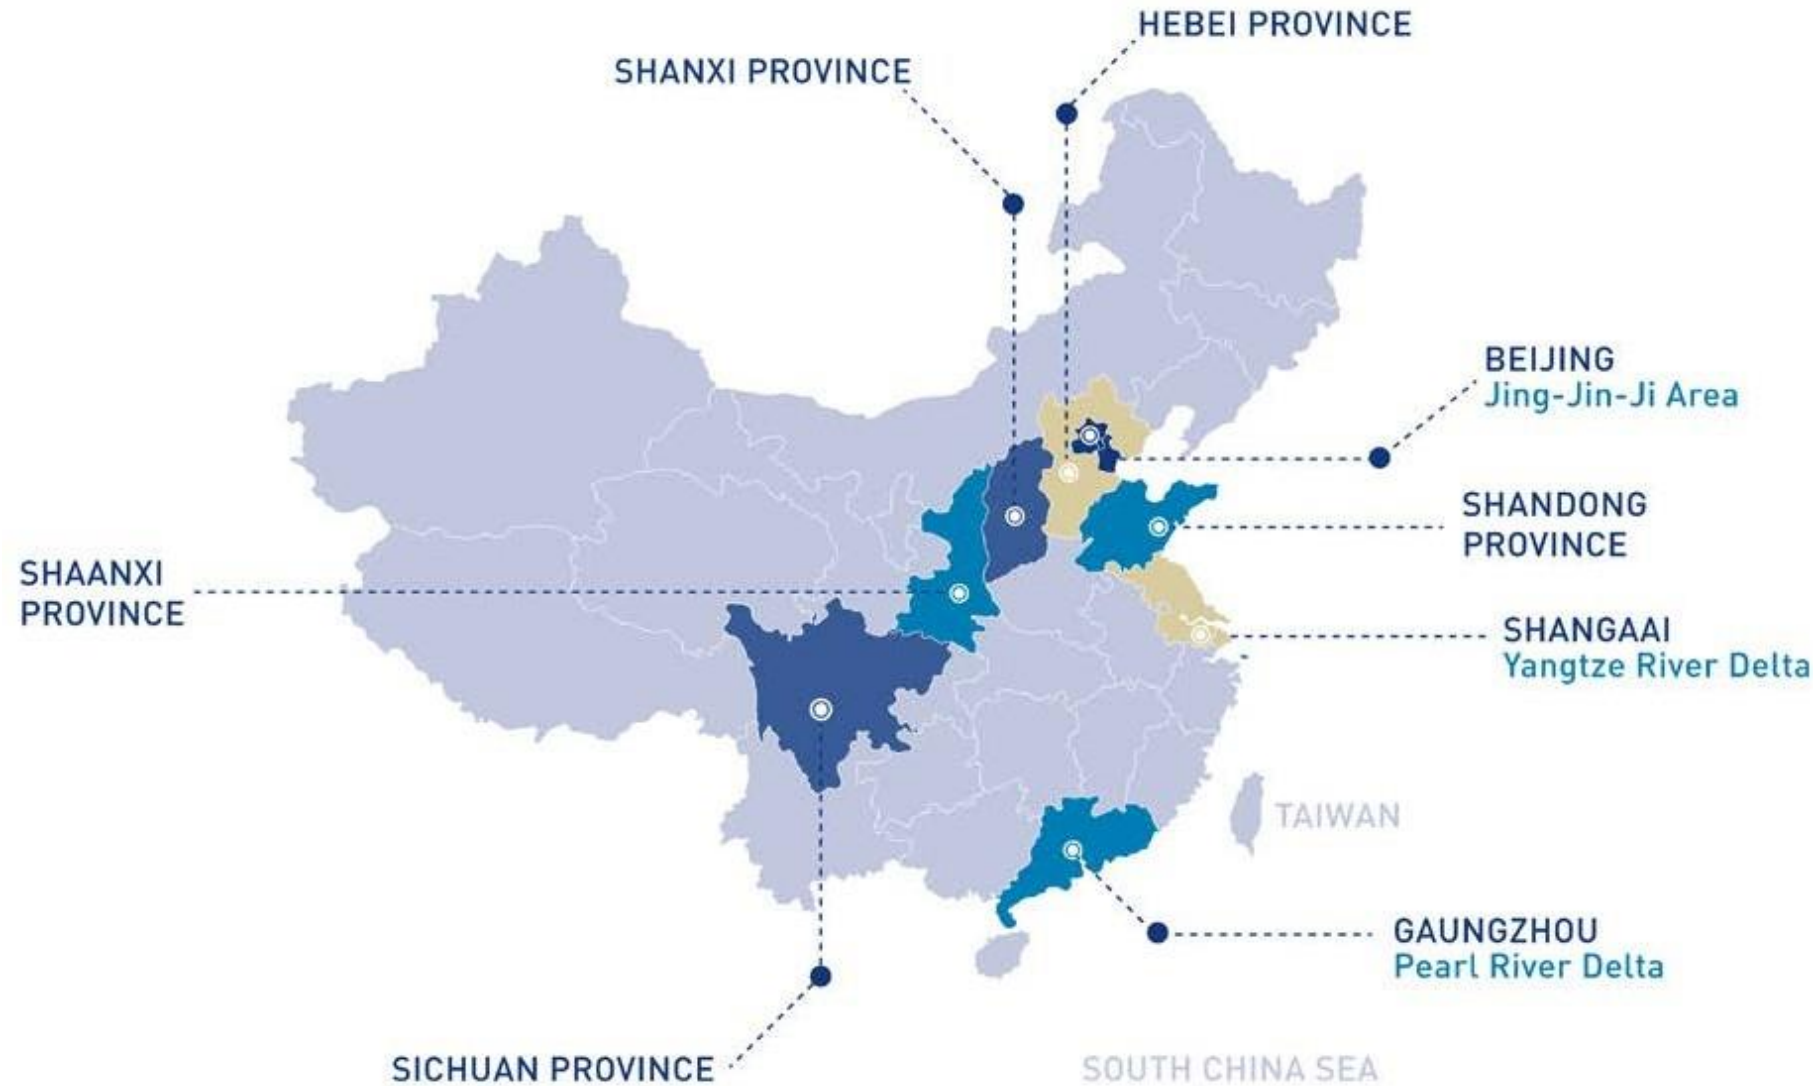 HEBEI PROVINCE
SHANXI PROVINCE
BEIJING
Jing-Jin-Ji Area
SHANDONG
PROVINCE
SHAANXI
PROVINCE
SHANGAAI
Yangtze River Delta
TAIWAN
GAUNGZHOU
Pearl River Delta
SICHUAN PROVINCE
SOUTH CHINA SEA